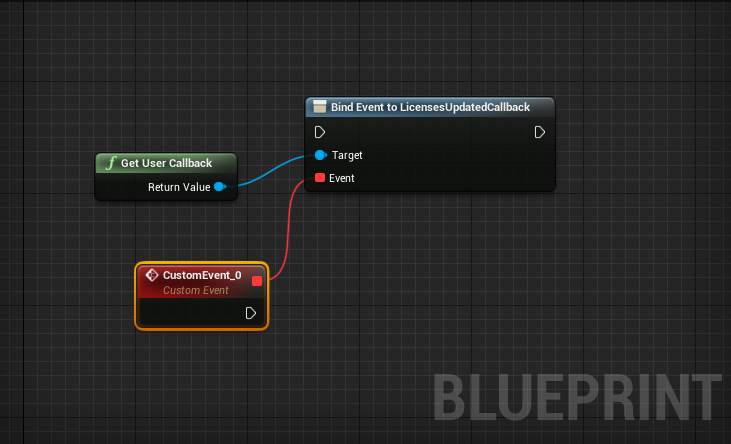 Bind Event to LicensesUpdatedCallback
Target
Event
f Get User Callback
Return Value
CustomEvent_0
Custom Event
BLUEPRINT